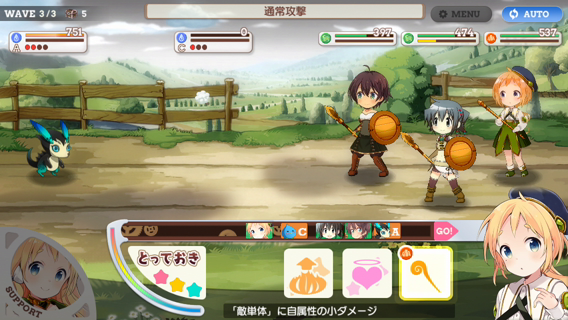 WAVE 3/3 5
通常攻撃
MENU
AUTO
751
A
0
C
397
474
537
C
A
GO!
とっておき
SUPPORT
「敵単体」に自属性の小ダメージ